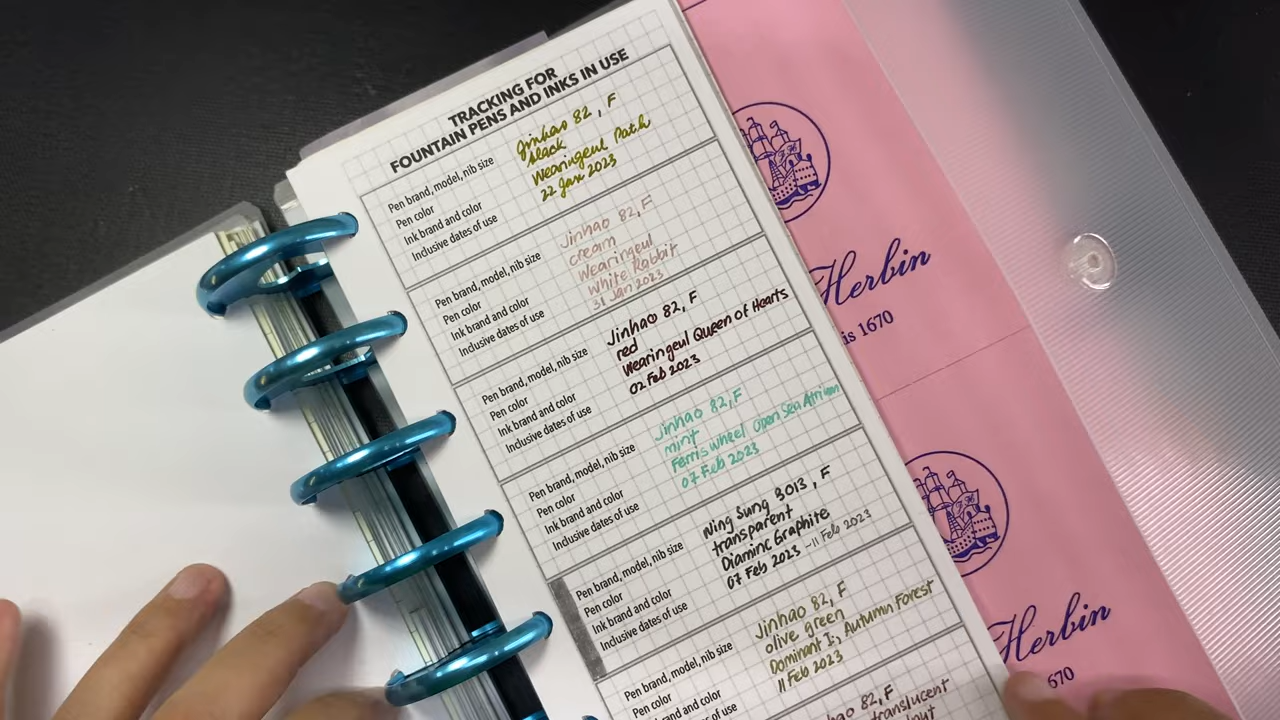 TRACKING FOR
FOUNTAIN PENS AND INKS IN USE
Pen brand, model, nib size Jinhao 82, F
Pen color black
Ink brand and color Wearingeul Path
Inclusive dates of use 22 Jan 2023
Pen brand, model, nib size Jinhao 82, F
Pen color cream
Ink brand and color Wearingeul White Rabbit
Inclusive dates of use 31 Jan 2023
Pen brand, model, nib size Jinhao 82, F
Pen color red
Ink brand and color Wearingeul Queen of Hearts
Inclusive dates of use 02 Feb 2023
Pen brand, model, nib size Jinhao 82, F
Pen color mint
Ink brand and color Ferris Wheel Open Sea Atrium
Inclusive dates of use 07 Feb 2023
Pen brand, model, nib size Ning Sung 3013, F
Pen color transparent
Ink brand and color Diamine Graphite
Inclusive dates of use 07 Feb 2023 - 11 Feb 2023
Pen brand, model, nib size Jinhao 82, F
Pen color olive green
Ink brand and color Dominant In. Autumn Forest
Inclusive dates of use 11 Feb 2023
Pen brand, model, nib size 82, F
translucent
Herbin
is 1670
Herbin
670